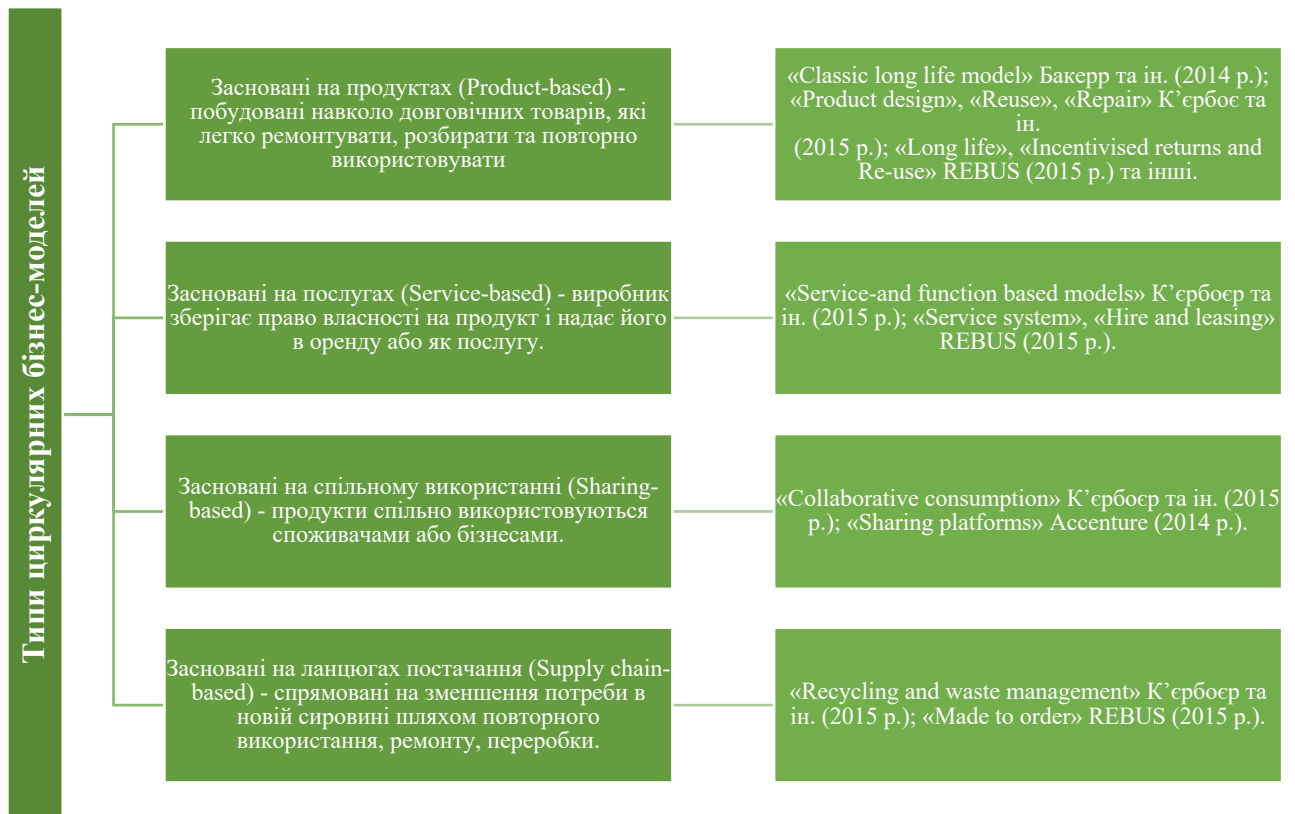 Типи циркулярних бізнес-моделей
Засновані на продуктах (Product-based) -
побудовані навколо довговічних товарів, які
легко ремонтувати, розбирати та повторно
використовувати
«Classic long life model» Бакерр та ін. (2014 р.);
«Product design», «Reuse», «Repair» К’єрбоє та
ін.
(2015 р.); «Long life», «Incentivised returns and
Re-use» REBUS (2015 р.) та інші.
Засновані на послугах (Service-based) - виробник
зберігає право власності на продукт і надає його
в оренду або як послугу.
«Service-and function based models» К’єрбоєр та
ін. (2015 р.); «Service system», «Hire and leasing»
REBUS (2015 р.).
Засновані на спільному використанні (Sharing-
based) - продукти спільно використовуються
споживачами або бізнесами.
«Collaborative consumption» К’єрбоєр та ін. (2015
р.); «Sharing platforms» Accenture (2014 р.).
Засновані на ланцюгах постачання (Supply chain-
based) - спрямовані на зменшення потреби в
новій сировині шляхом повторного
використання, ремонту, переробки.
«Recycling and waste management» К’єрбоєр та
ін. (2015 р.); «Made to order» REBUS (2015 р.).